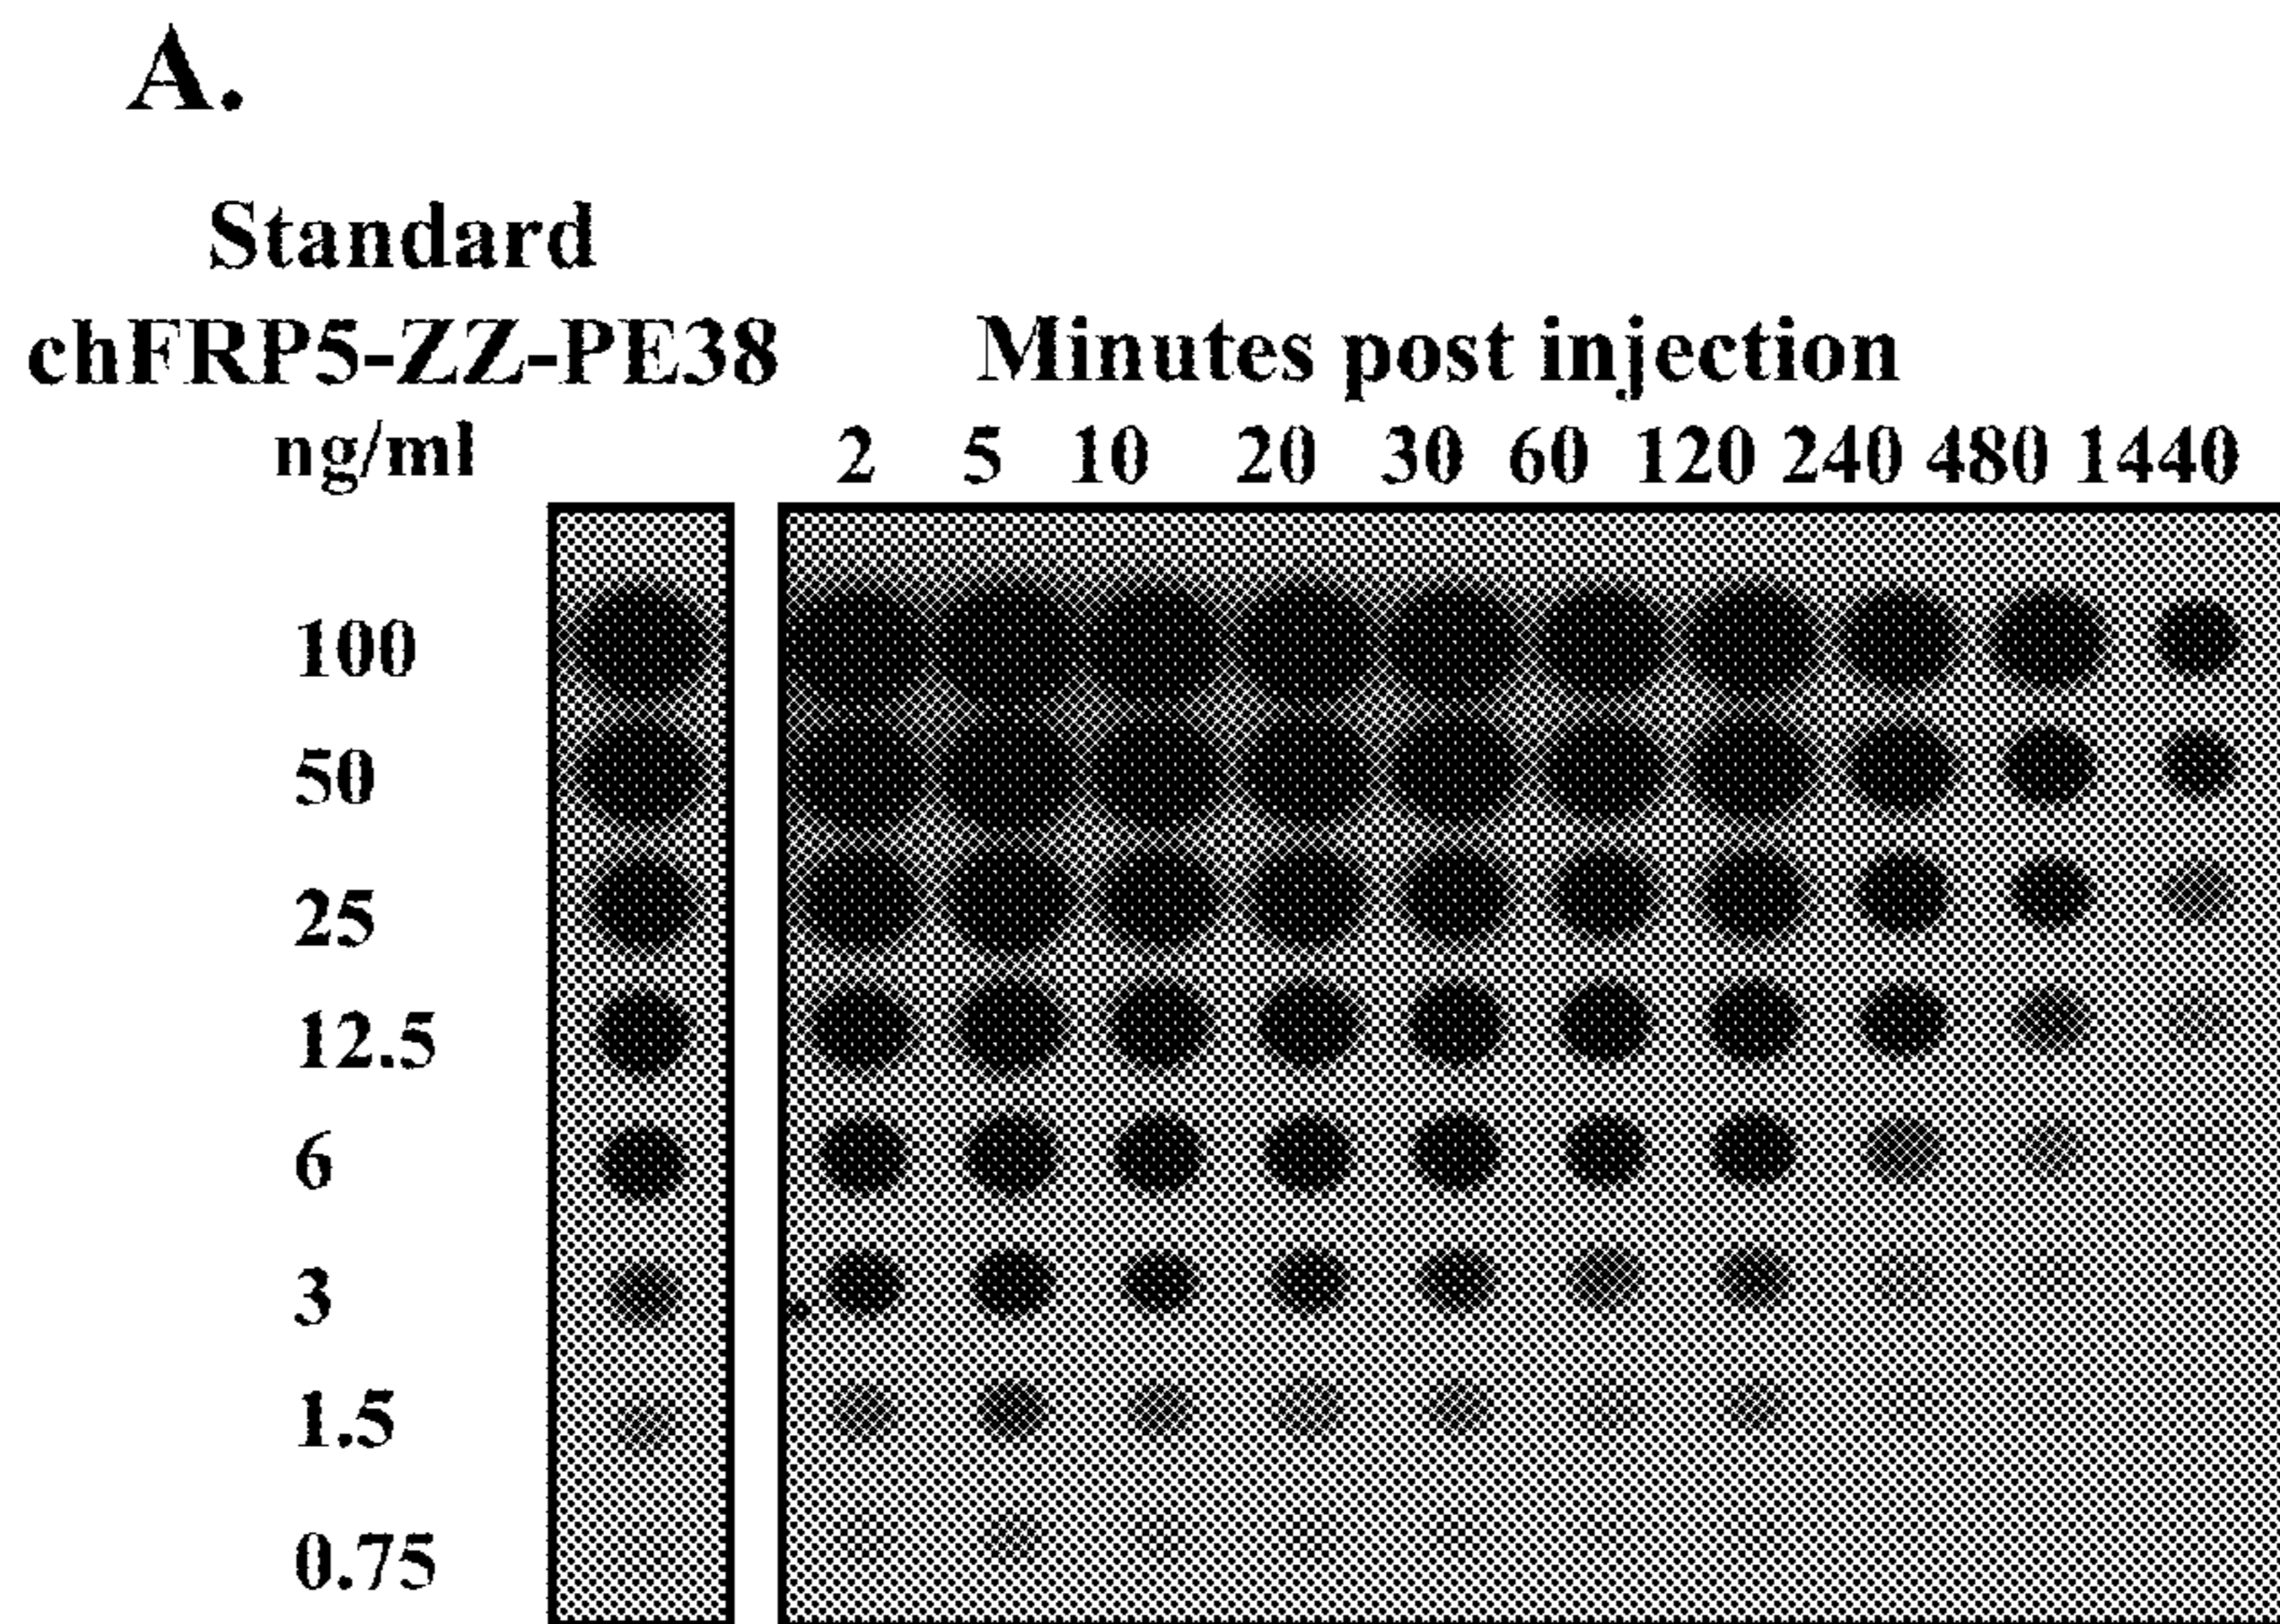 A.
Standard
chFRP5-ZZ-PE38
ng/ml
Minutes post injection
2 5 10 20 30 60 120 240 480 1440
100
50
25
12.5
6
3
1.5
0.75